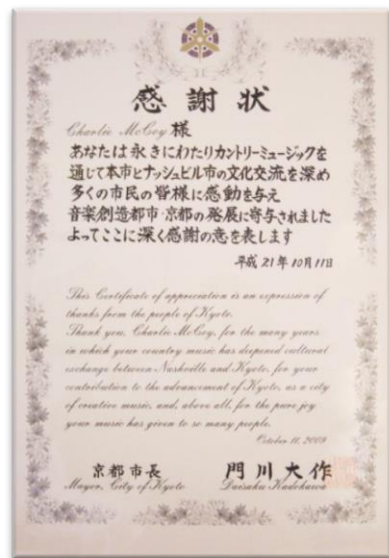 感謝状
Charlie McCoy 様
あなたは永きにわたりカントリーミュージックを
通じて本市とナッシュビル市の文化交流を深め
多くの市民の皆様に感動を与え
音楽創造都市・京都の発展に寄与されました
よってここに深く感謝の意を表します
平成21年10月11日
This Certificate of appreciation is an expression of
thanks from the people of Kyoto.
Thank you, Charlie McCoy, for the many years
in which your country music has deepened cultural
exchange between Nashville and Kyoto, for your
contribution to the advancement of Kyoto, as a city
of creative music, and, above all, for the pure joy
your music has given to so many people.
October 11, 2009
京都市長 門川大作
Mayor, City of Kyoto Daisaku Kadokawa